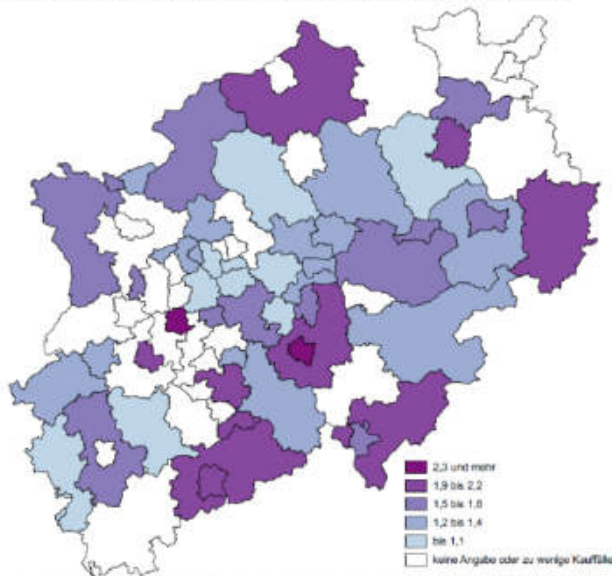 2,3 und mehr
1,9 bis 2,2
1,5 bis 1,8
1,2 bis 1,4
bis 1,1
keine Angabe oder zu wenige Kauffälle